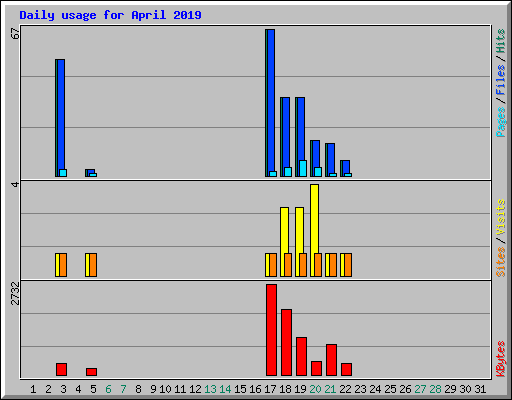 Daily usage for April 2019
67
Pages / Files / Hits
4
Sites / Visits
2732
KBytes
1 2 3 4 5 6 7 8 9 10 11 12 13 14 15 16 17 18 19 20 21 22 23 24 25 26 27 28 29 30 31